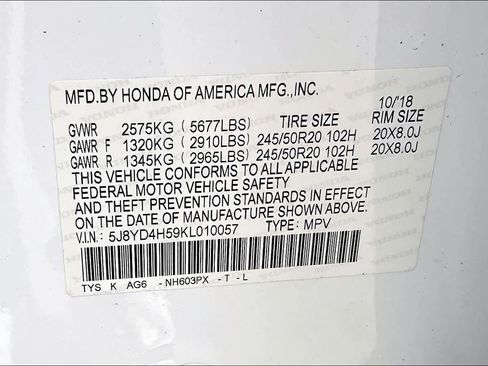 MFD.BY HONDA OF AMERICA MFG.,INC.
10/'18
GVWR 2575KG (5677LBS) TIRE SIZE RIM SIZE
GAWR F 1320KG (2910LBS) 245/50R20 102H 20X8.0J
GAWR R 1345KG (2965LBS) 245/50R20 102H 20X8.0J
THIS VEHICLE CONFORMS TO ALL APPLICABLE
FEDERAL MOTOR VEHICLE SAFETY
AND THEFT PREVENTION STANDARDS IN EFFECT
ON THE DATE OF MANUFACTURE SHOWN ABOVE.
V.I.N.: 5J8YD4H59KL010057 TYPE: MPV
TYS K AG6 -NH603PX -T -L